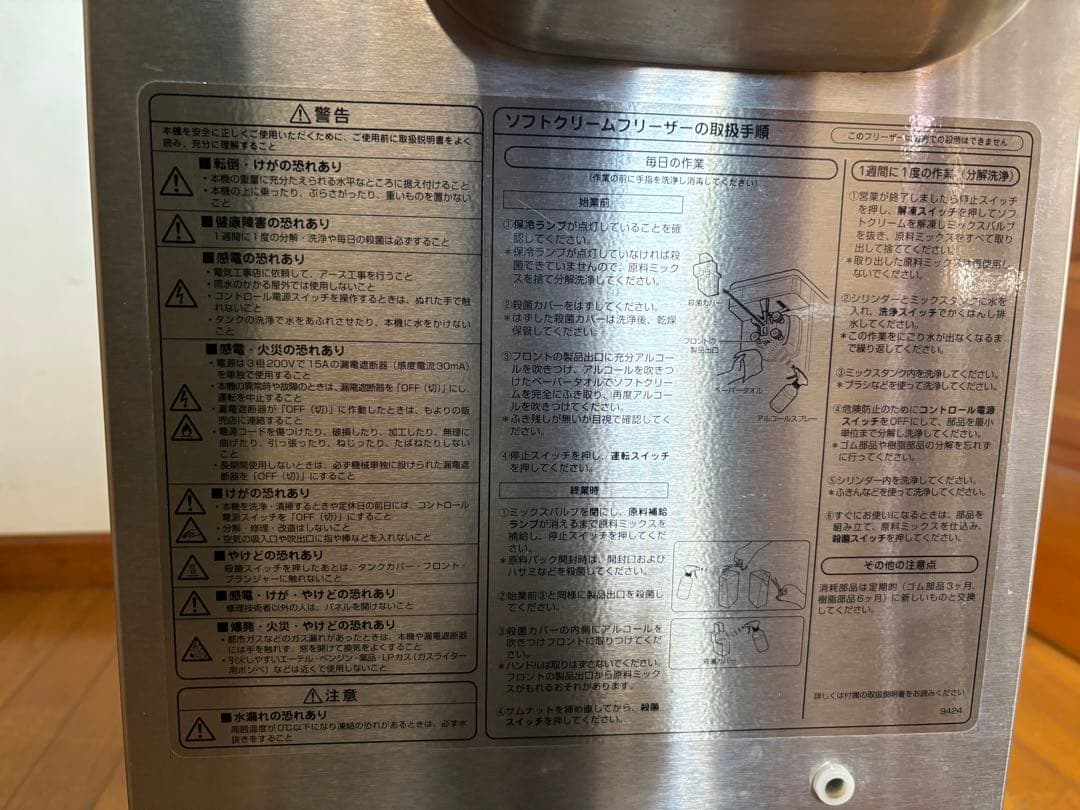 ⚠警告
本機を安全に正しくご使用いただくために、ご使用前に取扱説明書をよく
読み、充分に理解すること
■転倒・けがの恐れあり
・本機の重量に充分たえられる水平なところに据え付けること
・本機の上に乗ったり、ぶらさがったり、重いものを置かない
こと
■健康障害の恐れあり
1週間に1度の分解・洗浄や毎日の殺菌は必ずすること
■感電の恐れあり
・電気工事店に依頼して、アース工事を行うこと
・雨水のかかる屋外では使用しないこと
・コントロール電源スイッチを操作するときは、ぬれた手で触
れないこと
・タンクの洗浄で水をあふれさせたり、本機に水をかけない
こと
■感電・火災の恐れあり
・電源は3相200Vで15Aの漏電遮断器(感度電流30mA)
を単独で使用すること
・本機の異常時や故障のときは、漏電遮断器を「OFF(切)」にし、
運転を中止すること
・漏電遮断器が「OFF(切)」に作動したときは、もよりの販
売店に連絡すること
・電源コードを傷つけたり、破損したり、加工したり、無理に
曲げたり、引っ張ったり、ねじったり、たばねたりしない
こと
・長期間使用しないときは、必ず機械単独に設けられた漏電遮
断器を「OFF(切)」にすること
■けがの恐れあり
・本機を洗浄・清掃するときや定休日の前日には、コントロール
電源スイッチを「OFF(切)」にすること
・分解・修理・改造はしないこと
・空気の吸入口や吹出口に指や棒などを入れないこと
■やけどの恐れあり
殺菌スイッチを押したあとは、タンクカバー・フロント・
プランジャーに触れないこと
■感電・けが・やけどの恐れあり
修理技術者以外の人は、パネルを開けないこと
■爆発・火災・やけどの恐れあり
・都市ガスなどのガス漏れがあったときは、本機や漏電遮断器
には手を触れず、窓を開けて換気をよくすること
・引火しやすいエーテル・ベンジン・薬品・LPガス(ガスライター
用ボンベ)などは近くで使用しないこと
⚠注意
■水漏れの恐れあり
周囲温度が0℃以下になり凍結の恐れがあるときは、必ず水
抜きをすること
ソフトクリームフリーザーの取扱手順
このフリーザーは
での殺菌はできません
毎日の作業
(作業の前に手指を洗浄し消毒してください)
始業前
①保冷ランプが点灯していることを確
認してください。
*保冷ランプが点灯していなければ殺
菌できていませんので、原料ミック
スを捨て分解洗浄してください。
②殺菌カバーをはずしてください。
*はずした殺菌カバーは洗浄後、乾燥
保管してください。
③フロントの製品出口に充分アルコー
ルを吹きつけ、アルコールを吹きつ
けたペーパータオルでソフトクリー
ムを完全にふき取り、再度アルコー
ルを吹きつけてください。
*ふき残しが無いか目視で確認してく
ださい。
④停止スイッチを押し、運転スイッチ
を押してください。
殺菌カバー
フロントの
製品出口
ペーパータオル
アルコールスプレー
終業時
①ミックスバルブを閉にし、原料補給
ランプが消えるまで原料ミックスを
補給し、停止スイッチを押してくだ
さい。
*原料パック開封時は、開封口および
ハサミなどを殺菌してください。
②始業前③と同様に製品出口を殺菌し
てください。
③殺菌カバーの内側にアルコールを
吹きつけフロントに取りつけてくだ
さい。
*ハンドルは取りはずさないでください。
フロントの製品出口から原料ミック
スがもれるおそれがあります。
④サムナットを締め直してから、殺菌
スイッチを押してください。
殺菌カバー
1週間に1度の作業(分解洗浄)
①営業が終了しましたら停止スイッチ
を押し、解凍スイッチを押してソフ
トクリームを解凍しミックスバルブ
を抜き、原料ミックスをすべて取り
出して捨ててください。
*取り出した原料ミックスは再使用し
ないでください。
②シリンダーとミックスタンクに水を
入れ、洗浄スイッチでかくはんし排
水してください。
*この作業をにごり水が出なくなるま
で繰り返してください。
③ミックスタンク内を洗浄してください。
*ブラシなどを使って洗浄してください。
④危険防止のためにコントロール電源
スイッチをOFFにして、部品を最小
単位まで分解し洗浄してください。
*ゴム部品や樹脂部品の分解を忘れず
に行ってください。
⑤シリンダー内を洗浄してください。
*ふきんなどを使って洗浄してください。
⑥すぐにお使いになるときは、部品を
組み立て、原料ミックスを仕込み、
殺菌スイッチを押してください。
その他の注意点
消耗部品は定期的(ゴム部品3ヶ月、
樹脂部品6ヶ月)に新しいものと交換
してください。
詳しくは付属の取扱説明書をお読みください
9424